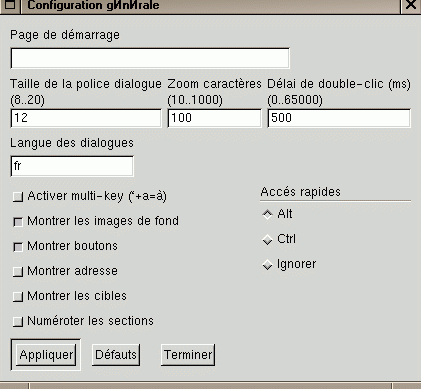 Configuration gИnИrale
Page de démarrage
Taille de la police dialogue Zoom caractères Délai de double-clic (ms)
(8..20) (10..1000) (0..65000)
12 100 500
Langue des dialogues
fr
Activer multi-key (`+a=à)
Accés rapides
Montrer les images de fond
Alt
Montrer boutons
Ctrl
Montrer adresse
Ignorer
Montrer les cibles
Numéroter les sections
Appliquer Défauts Terminer